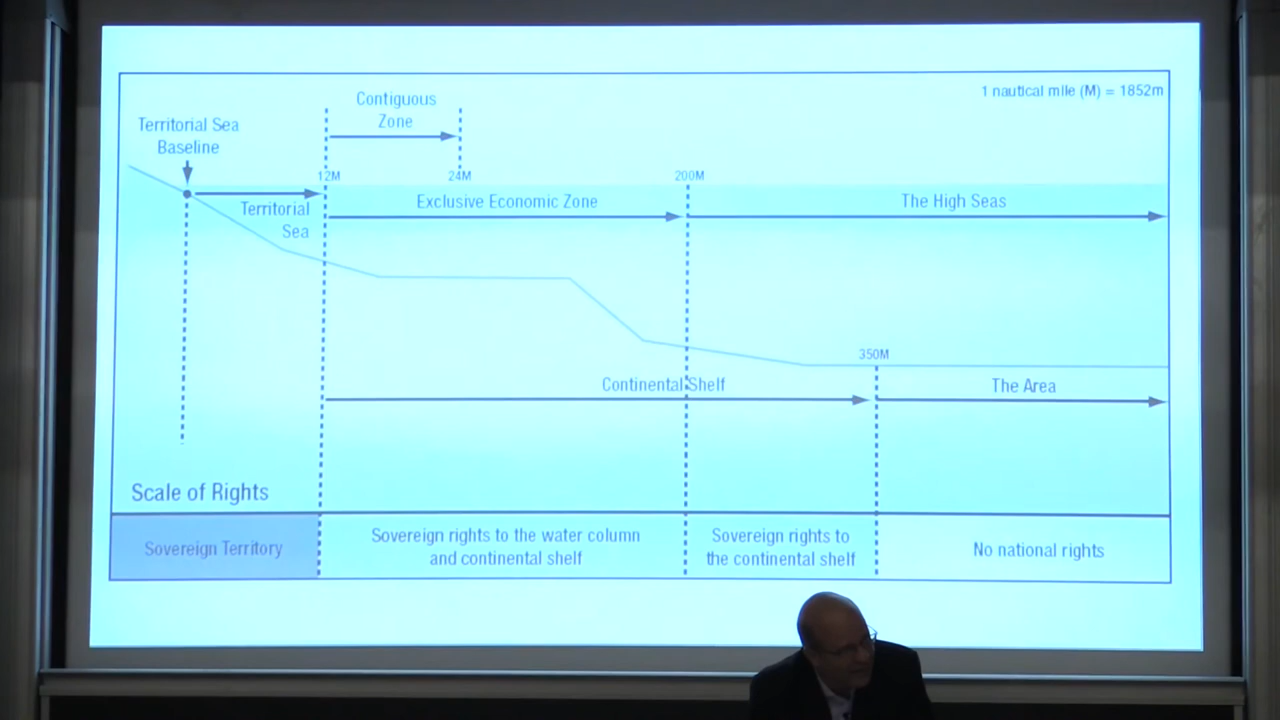 1 nautical mile (M) = 1852m
Contiguous
Zone
Territorial Sea
Baseline
12M
24M
200M
Territorial
Sea
Exclusive Economic Zone
The High Seas
350M
Continental Shelf
The Area
Scale of Rights
Sovereign Territory
Sovereign rights to the water column
and continental shelf
Sovereign rights to
the continental shelf
No national rights